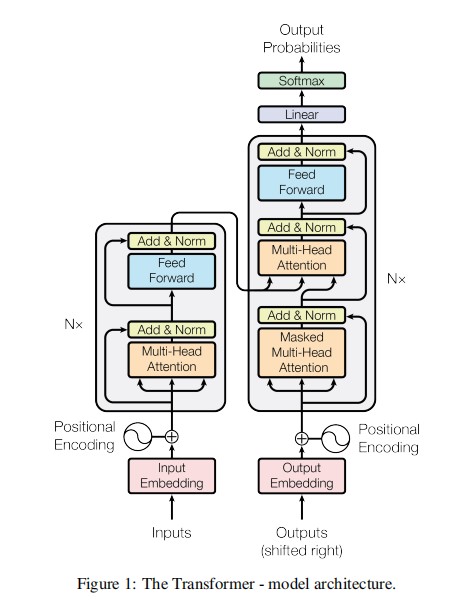 Output
Probabilities
Softmax
Linear
Add & Norm
Feed
Forward
Add & Norm
Multi-Head
Attention
Add & Norm
Masked
Multi-Head
Attention
Nx
Add & Norm
Feed
Forward
Add & Norm
Multi-Head
Attention
N×
Positional
Encoding
Positional
Encoding
Input
Embedding
Output
Embedding
Inputs
Outputs
(shifted right)
Figure 1: The Transformer - model architecture.